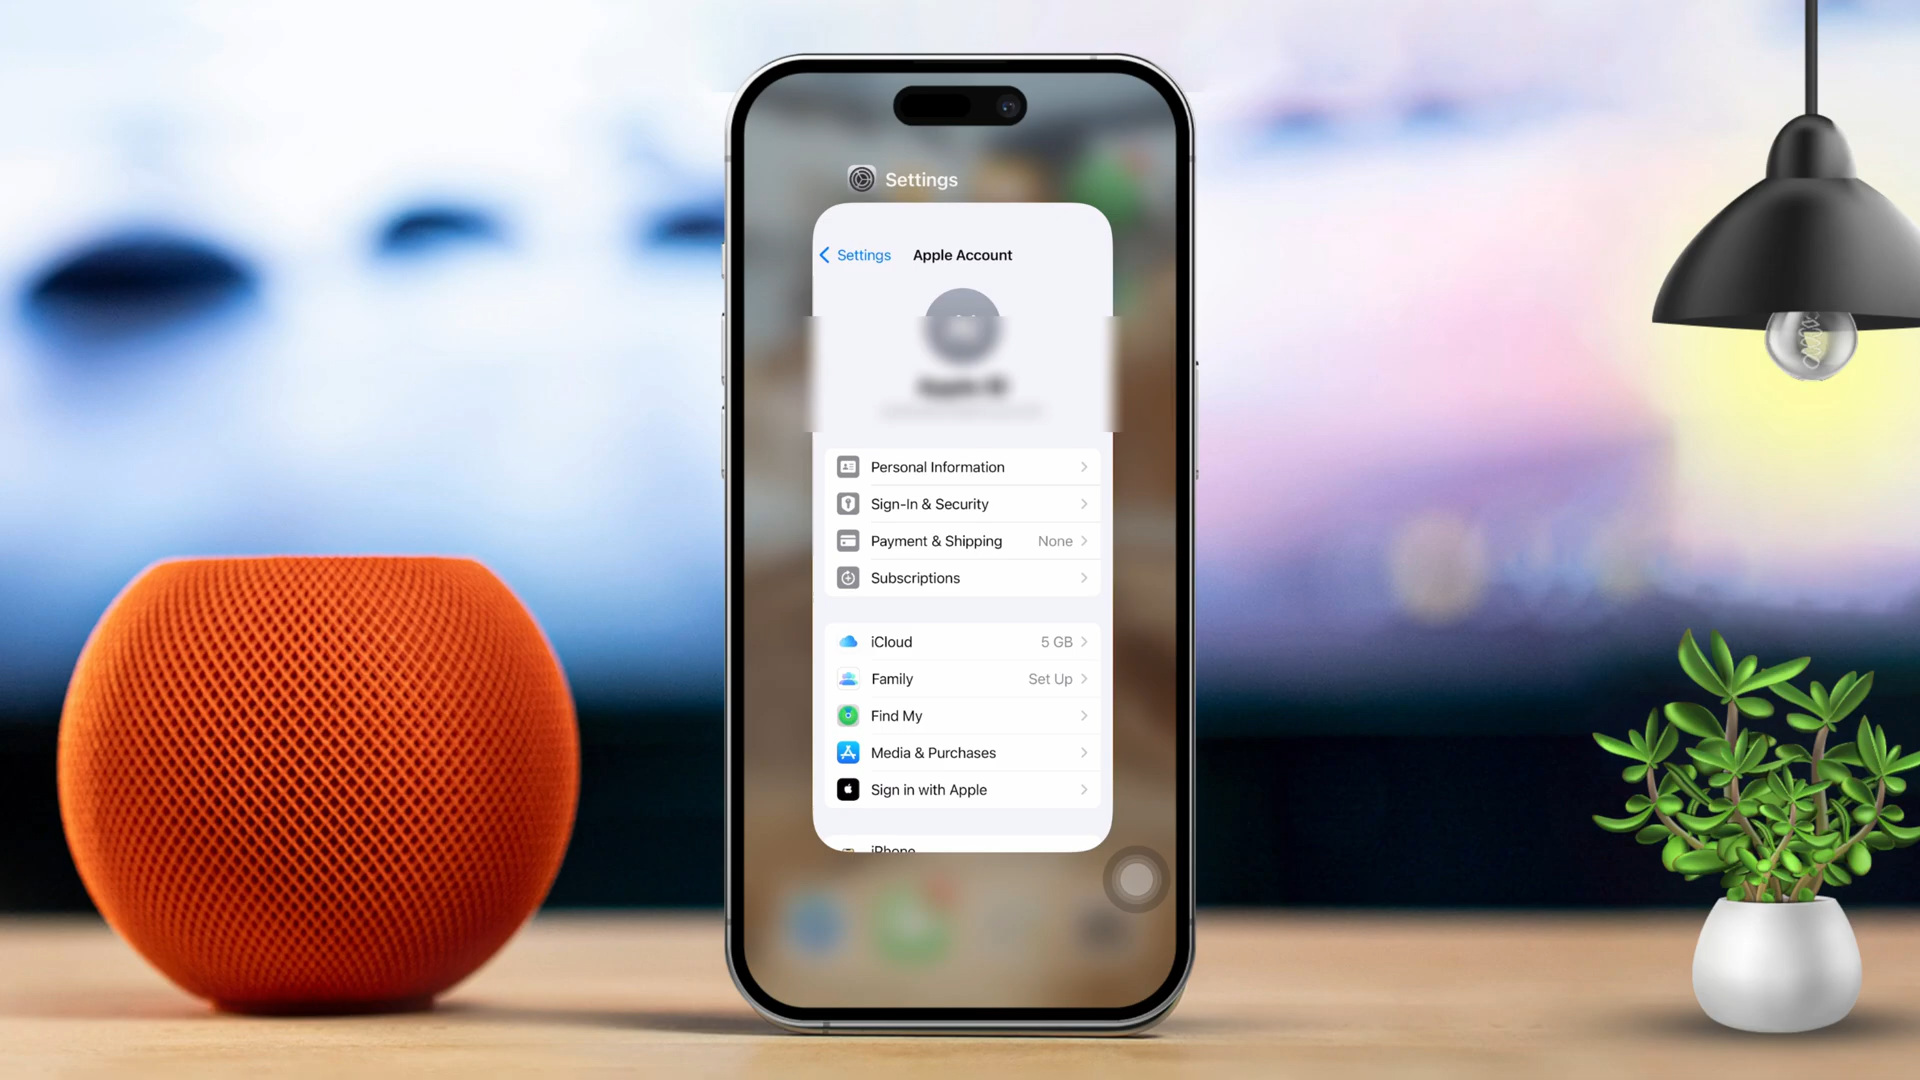 Settings
Settings
Apple Account
Personal Information
Sign-In & Security
Payment & Shipping None
Subscriptions
iCloud 5 GB
Family Set Up
Find My
Media & Purchases
Sign in with Apple
iPhone